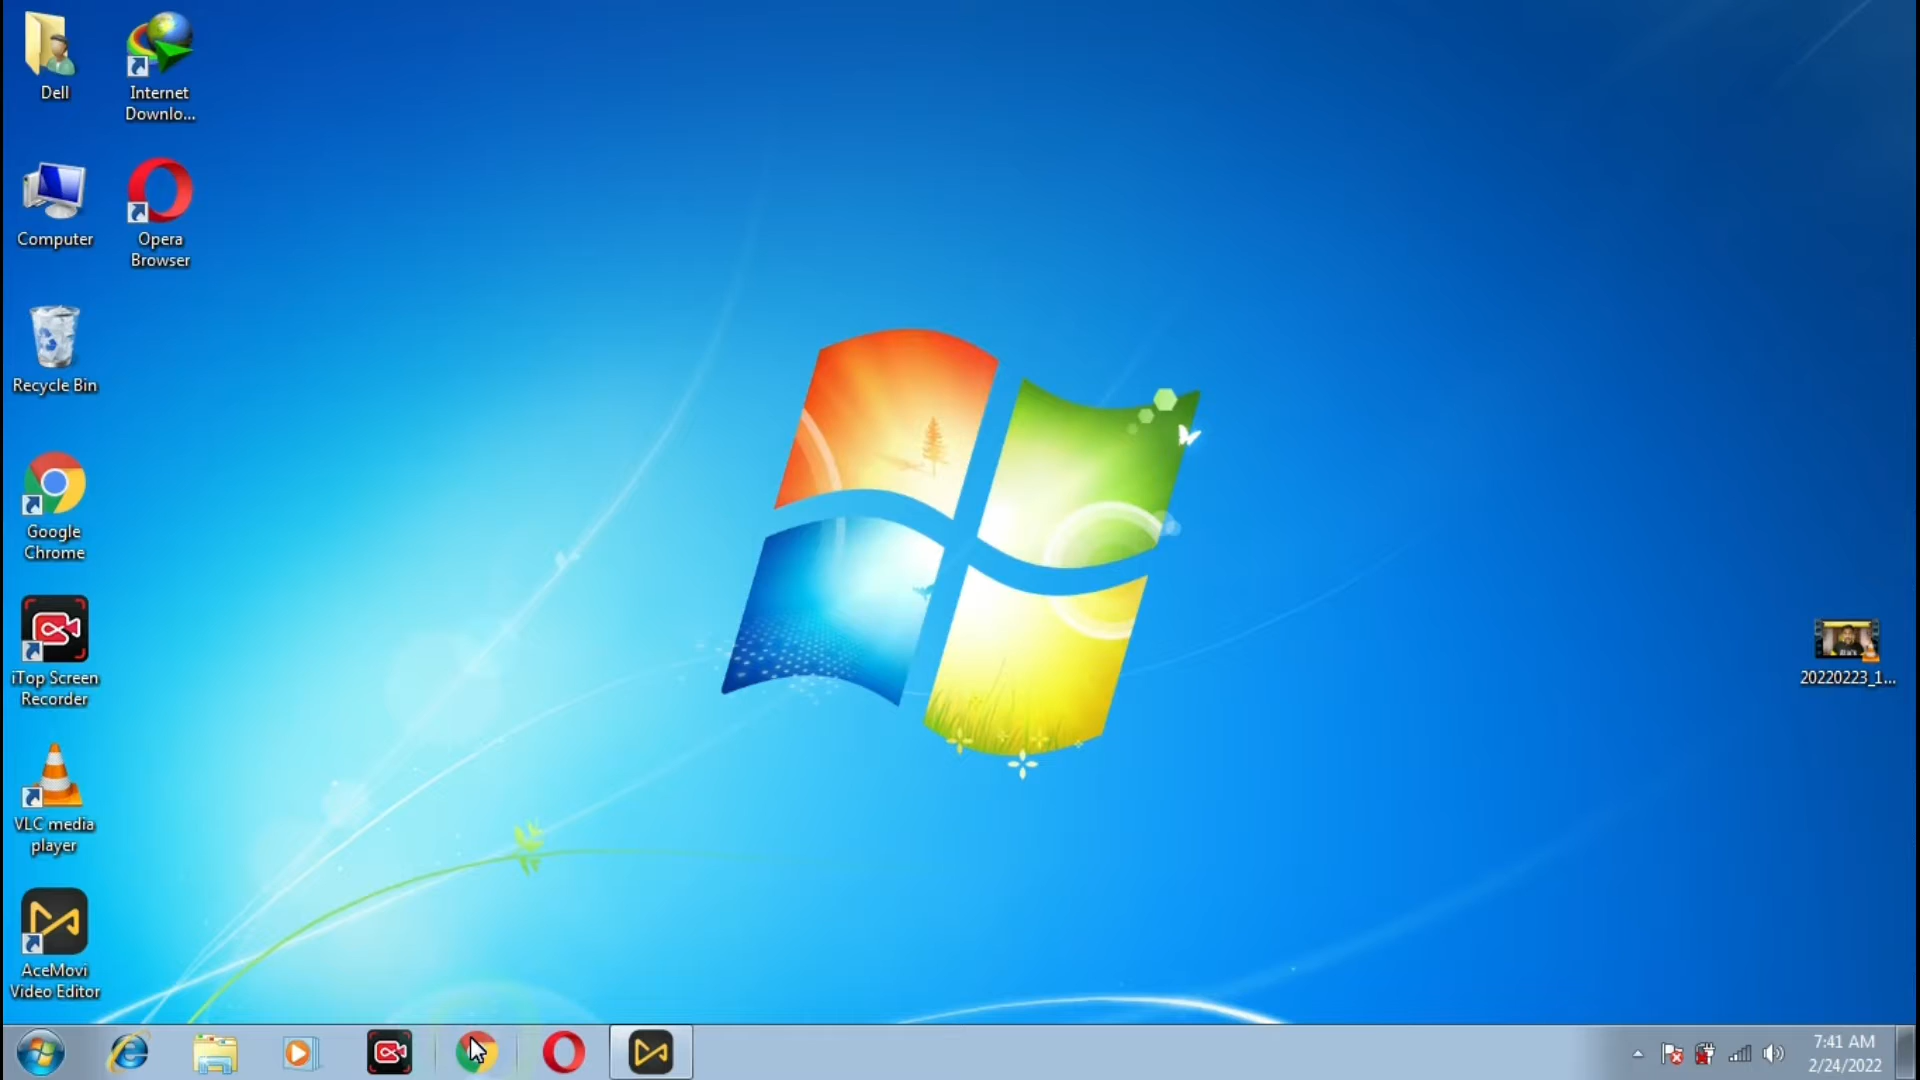 Dell
Internet
Downlo...
Computer
Opera
Browser
Recycle Bin
Google
Chrome
iTop Screen
Recorder
VLC media
player
AceMovi
Video Editor
20220223_1...
7:41 AM
2/24/2022